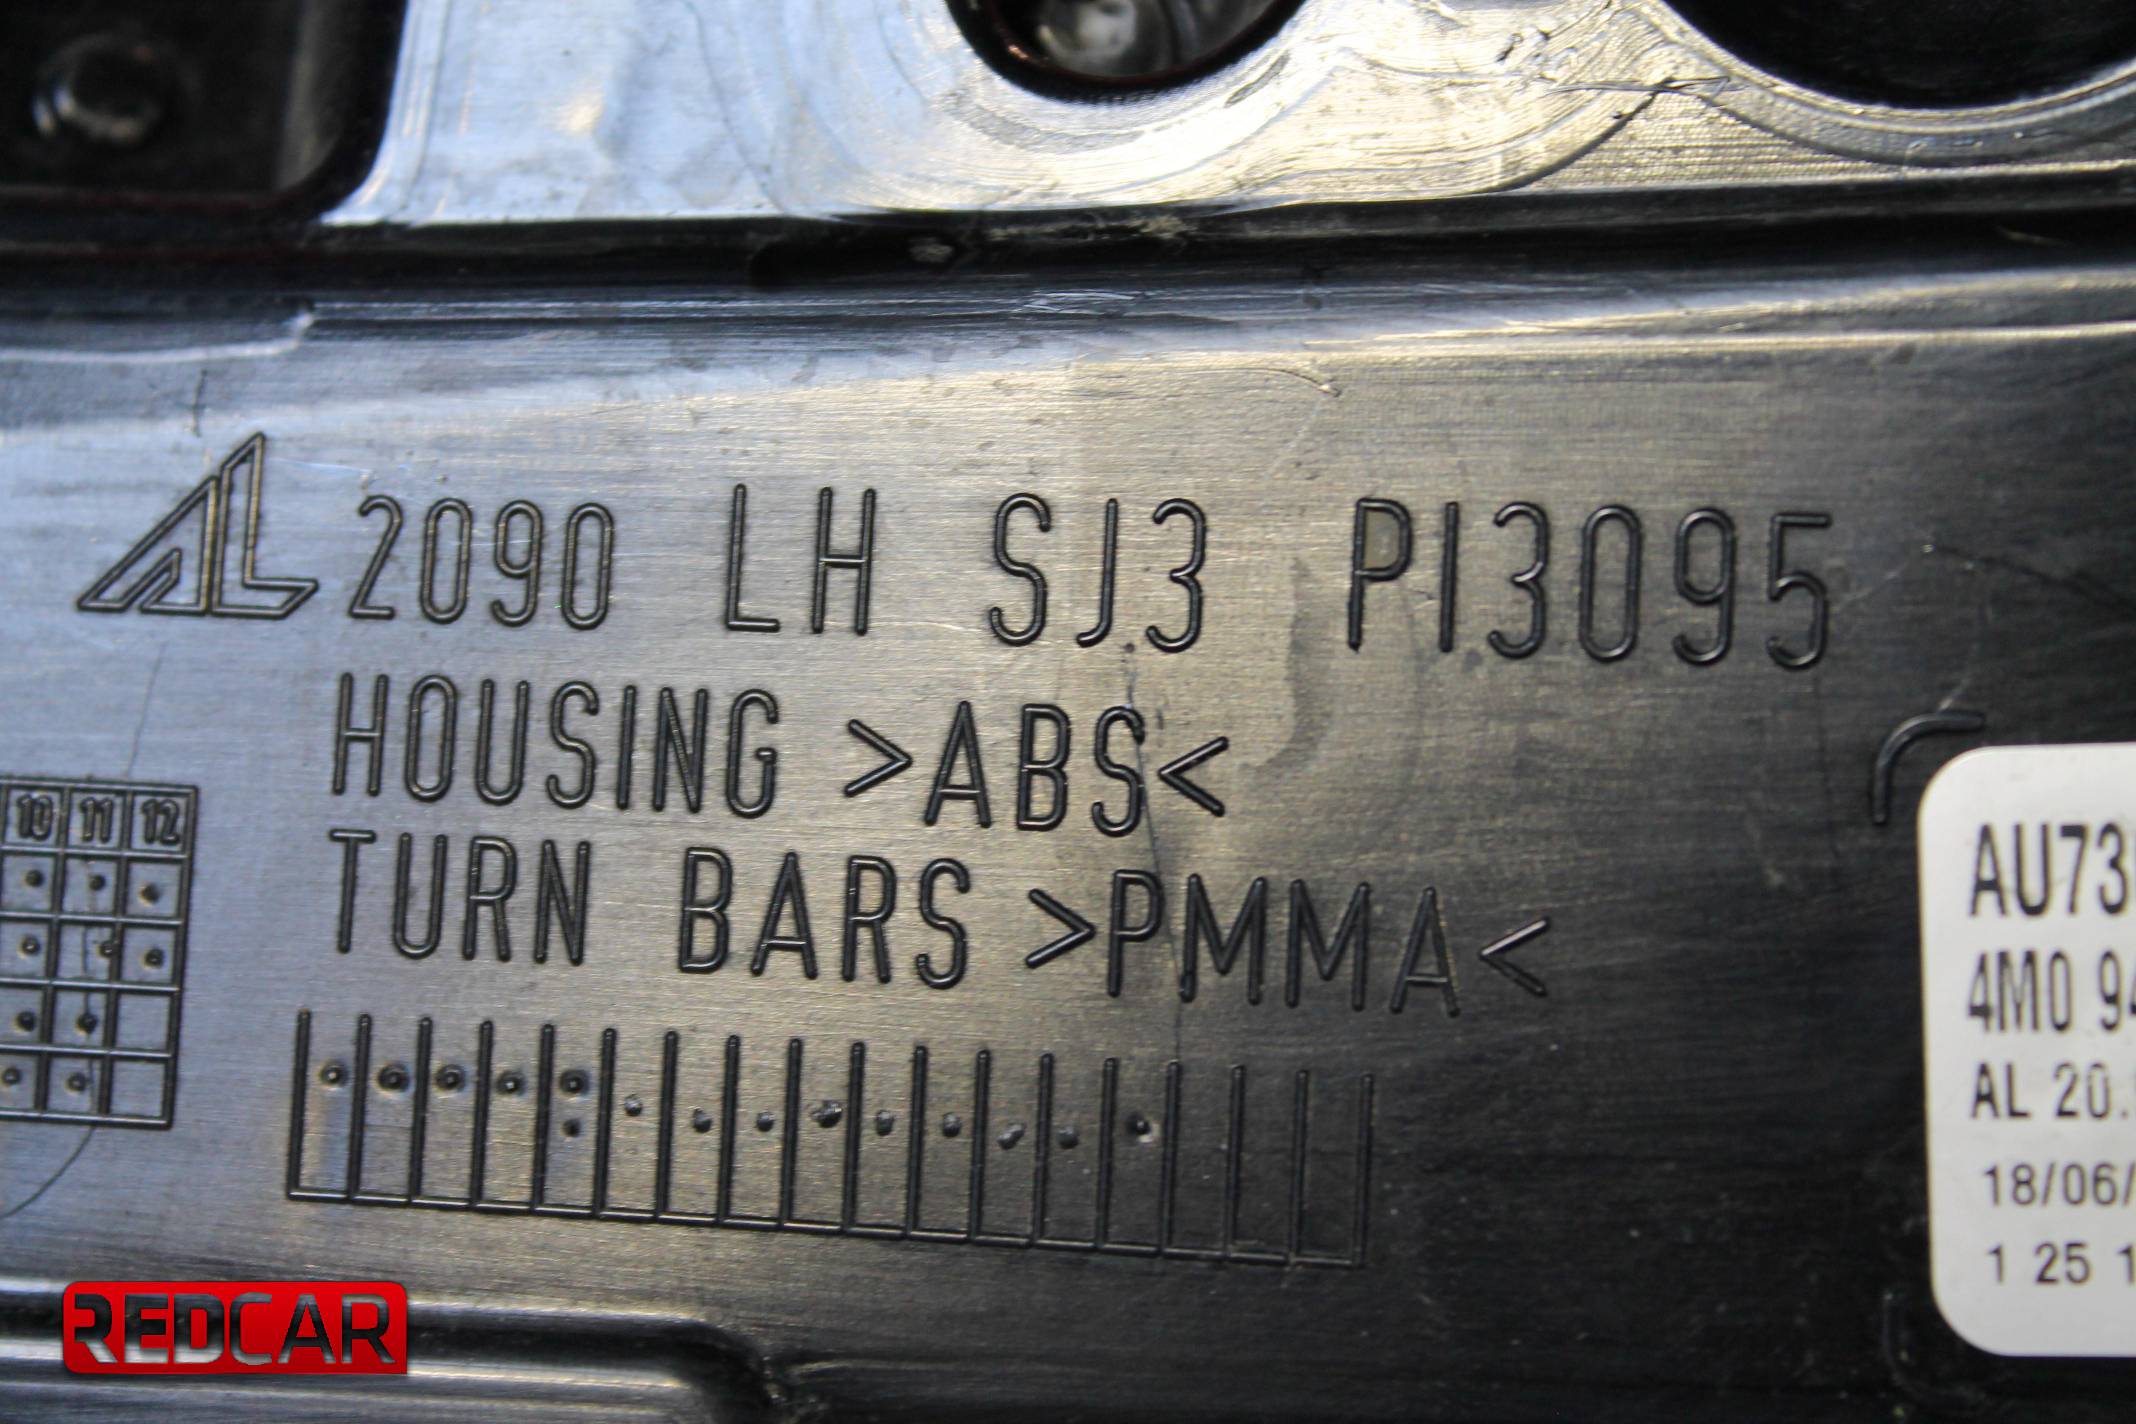 AL 2090 LH SJ3 PI3095
HOUSING >ABS<
TURN BARS >PMMA<
10 11 12
AU73
4M0 94
AL 20.
18/06/
1 25 1
REDCAR